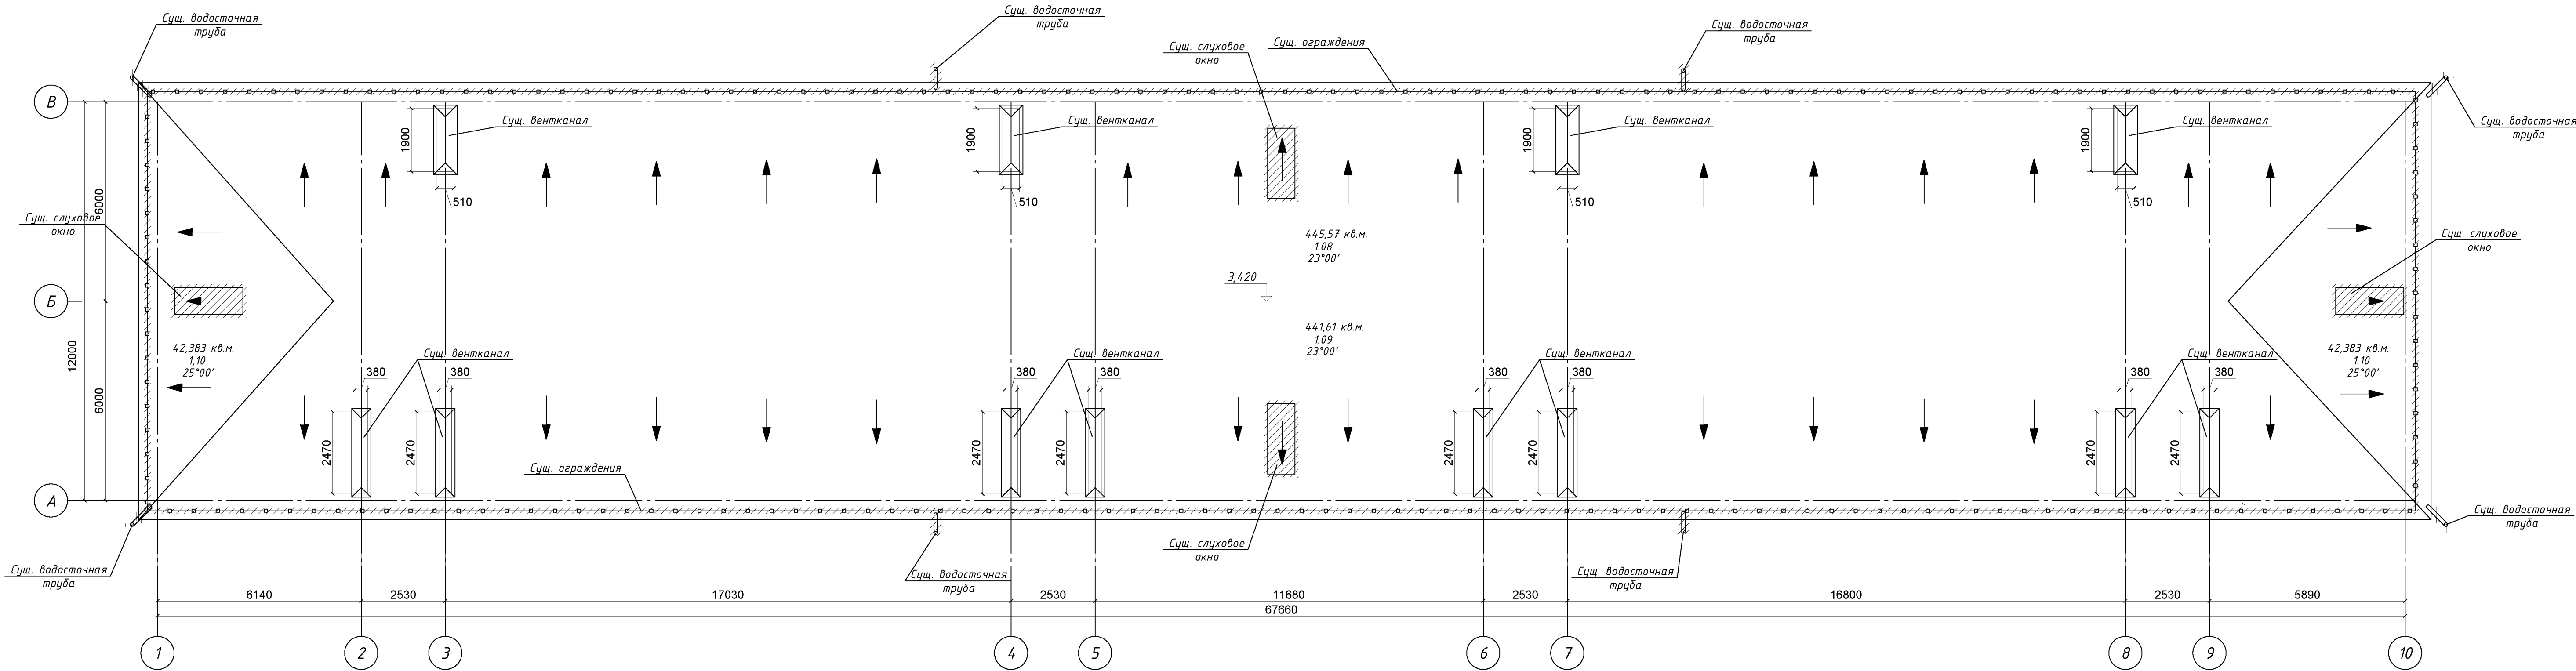 Сущ. водосточная
труба
Сущ. водосточная
труба
Сущ. слуховое
окно
Сущ. ограждения
Сущ. водосточная
труба
В
Сущ. вентканал
Сущ. вентканал
Сущ. вентканал
Сущ. вентканал
Сущ. водосточная
труба
1900
1900
1900
1900
510
510
510
510
6000
Сущ. слуховое
окно
445,57 кв.м.
1.08
23°00'
Сущ. слуховое
окно
3,420
Б
441,61 кв.м.
1.09
23°00'
42,383 кв.м.
1,10
25°00'
42,383 кв.м.
1.10
25°00'
12000
6000
Сущ. вентканал
Сущ. вентканал
Сущ. вентканал
Сущ. вентканал
380
380
380
380
380
380
380
380
2470
2470
2470
2470
2470
2470
2470
2470
Сущ. ограждения
А
Сущ. водосточная
труба
Сущ. слуховое
окно
Сущ. водосточная
труба
Сущ. водосточная
труба
Сущ. водосточная
труба
6140
2530
17030
2530
11680
2530
16800
2530
5890
67660
1
2
3
4
5
6
7
8
9
10